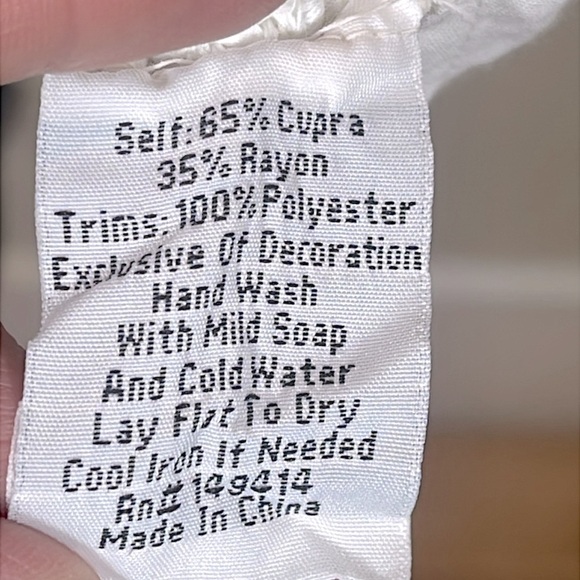 Self: 65% Cupra
35% Rayon
Trims: 100% Polyester
Exclusive Of Decoration
Hand Wash
With Mild Soap
And Cold Water
Lay Flat To Dry
Cool Iron If Needed
Rn# 149414
Made In China